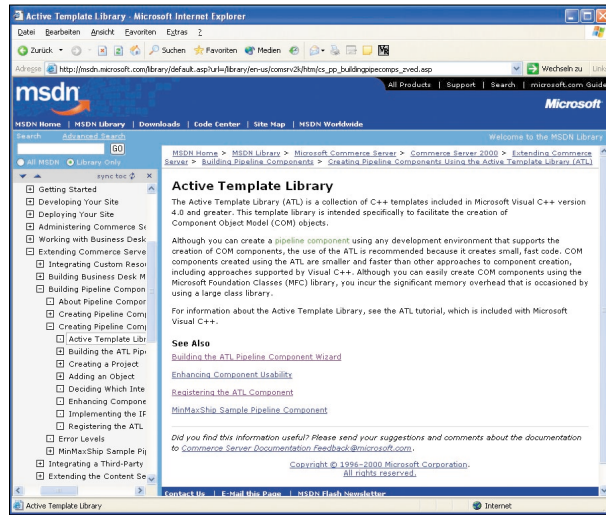 Active Template Library - Microsoft Internet Explorer
Datei Bearbeiten Ansicht Favoriten Extras ?
Zurück Suchen Favoriten Medien
Adresse http://msdn.microsoft.com/library/default.asp?url=/library/en-us/comsrv2k/htm/cs_pp_buildingpipecomps_zved.asp Wechseln zu Links
All Products | Support | Search | microsoft.com Guide
msdn
Microsoft
MSDN Home | MSDN Library | Downloads | Code Center | Site Map | MSDN Worldwide
Search Advanced Search Welcome to the MSDN Library
GO
All MSDN Library Only
sync toc
Getting Started
Developing Your Site
Deploying Your Site
Administering Commerce Se
Working with Business Desk
Extending Commerce Serve
Integrating Custom Resou
Building Business Desk M
Building Pipeline Compon
About Pipeline Compor
Creating Pipeline Comp
Creating Pipeline Comp
Active Template Libr
Building the ATL Pipe
Creating a Project
Adding an Object
Deciding Which Inte
Enhancing Compone
Implementing the IP
Registering the ATL
Error Levels
MinMaxShip Sample Pip
Integrating a Third-Party
Extending the Content Se
MSDN Home > MSDN Library > Microsoft Commerce Server > Commerce Server 2000 > Extending Commerce
Server > Building Pipeline Components > Creating Pipeline Components Using the Active Template Library (ATL)
Active Template Library
The Active Template Library (ATL) is a collection of C++ templates included in Microsoft Visual C++ version
4.0 and greater. This template library is intended specifically to facilitate the creation of
Component Object Model (COM) objects.
Although you can create a pipeline component using any development environment that supports the
creation of COM components, the use of the ATL is recommended because it creates small, fast code. COM
components created using the ATL are smaller and faster than other approaches to component creation,
including approaches supported by Visual C++. Although you can easily create COM components using the
Microsoft Foundation Classes (MFC) library, you incur the significant memory overhead that is occasioned by
using a large class library.
For information about the Active Template Library, see the ATL tutorial, which is included with Microsoft
Visual C++.
See Also
Building the ATL Pipeline Component Wizard
Enhancing Component Usability
Registering the ATL Component
MinMaxShip Sample Pipeline Component
Did you find this information useful? Please send your suggestions and comments about the documentation
to Commerce Server Documentation Feedback@microsoft.com.
Copyright © 1996-2000 Microsoft Corporation.
All rights reserved.
Contact Us | E-Mail this Page | MSDN Flash Newsletter
Active Template Library Internet